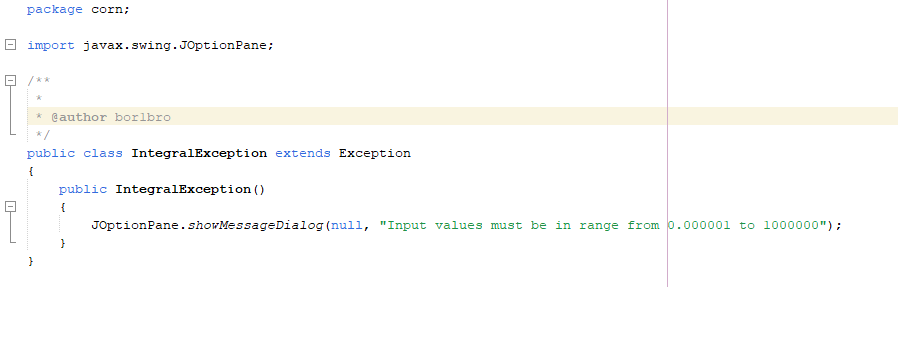 package corn;
import javax.swing.JOptionPane;
/**
*
* @author borlbro
*/
public class IntegralException extends Exception
{
public IntegralException()
{
JOptionPane.showMessageDialog(null, "Input values must be in range from 0.000001 to 1000000");
}
}